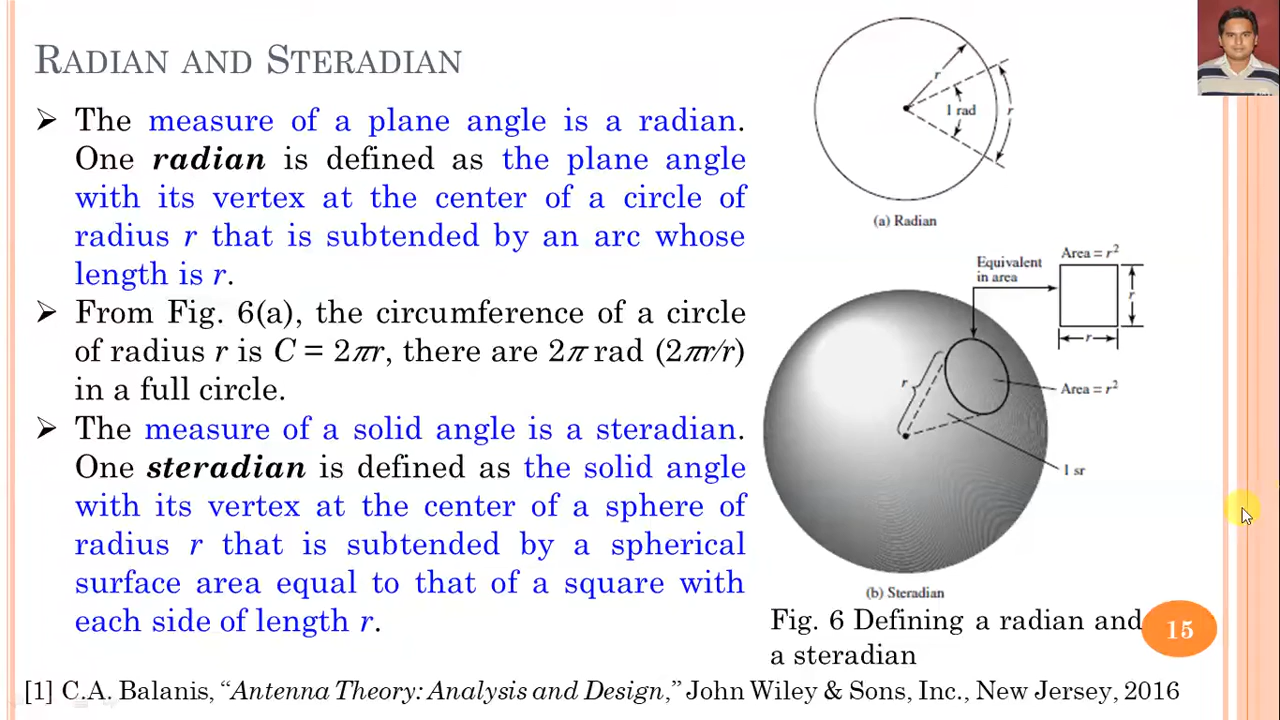 RADIAN AND STERADIAN
➢ The measure of a plane angle is a radian.
One radian is defined as the plane angle
with its vertex at the center of a circle of
radius r that is subtended by an arc whose
length is r.
➢ From Fig. 6(a), the circumference of a circle
of radius r is C = 2πr, there are 2π rad (2πr/r)
in a full circle.
➢ The measure of a solid angle is a steradian.
One steradian is defined as the solid angle
with its vertex at the center of a sphere of
radius r that is subtended by a spherical
surface area equal to that of a square with
each side of length r.
r
1 rad
r
(a) Radian
Equivalent
in area
Area = r²
r
r
r
Area = r²
1 sr
(b) Steradian
Fig. 6 Defining a radian and
a steradian
15
[1] C.A. Balanis, “Antenna Theory: Analysis and Design,” John Wiley & Sons, Inc., New Jersey, 2016